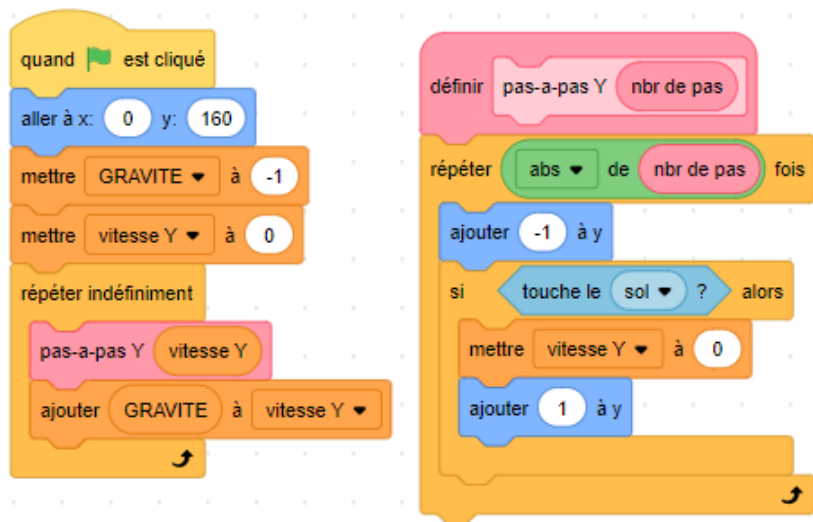 quand est cliqué
aller à x: 0 y: 160
mettre GRAVITE à -1
mettre vitesse Y à 0
répéter indéfiniment
pas-a-pas Y vitesse Y
ajouter GRAVITE à vitesse Y
définir pas-a-pas Y nbr de pas
répéter abs de nbr de pas fois
ajouter -1 à y
si touche le sol ? alors
mettre vitesse Y à 0
ajouter 1 à y